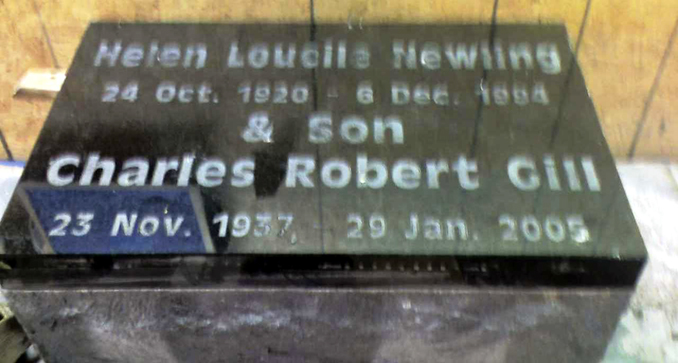 Helen Loucile Newling
24 Oct. 1920 - 6 Dec. 1994
& Son
Charles Robert Gill
23 Nov. 1937, - 29 Jan. 2005